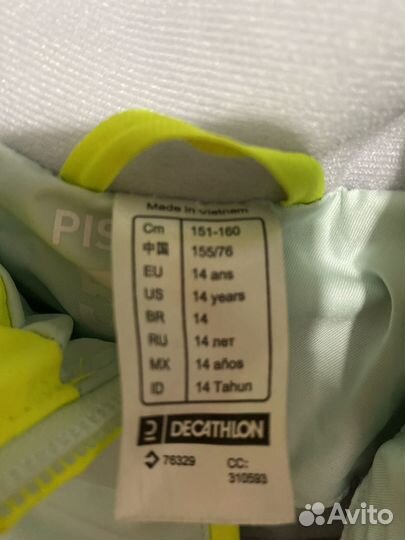 PIS
Made in Vietnam
Cm 151-160
中国 155/76
EU 14 ans
US 14 years
BR 14
RU 14 лет
MX 14 años
ID 14 Tahun
DECATHLON
76329 CC:
310593
Avito